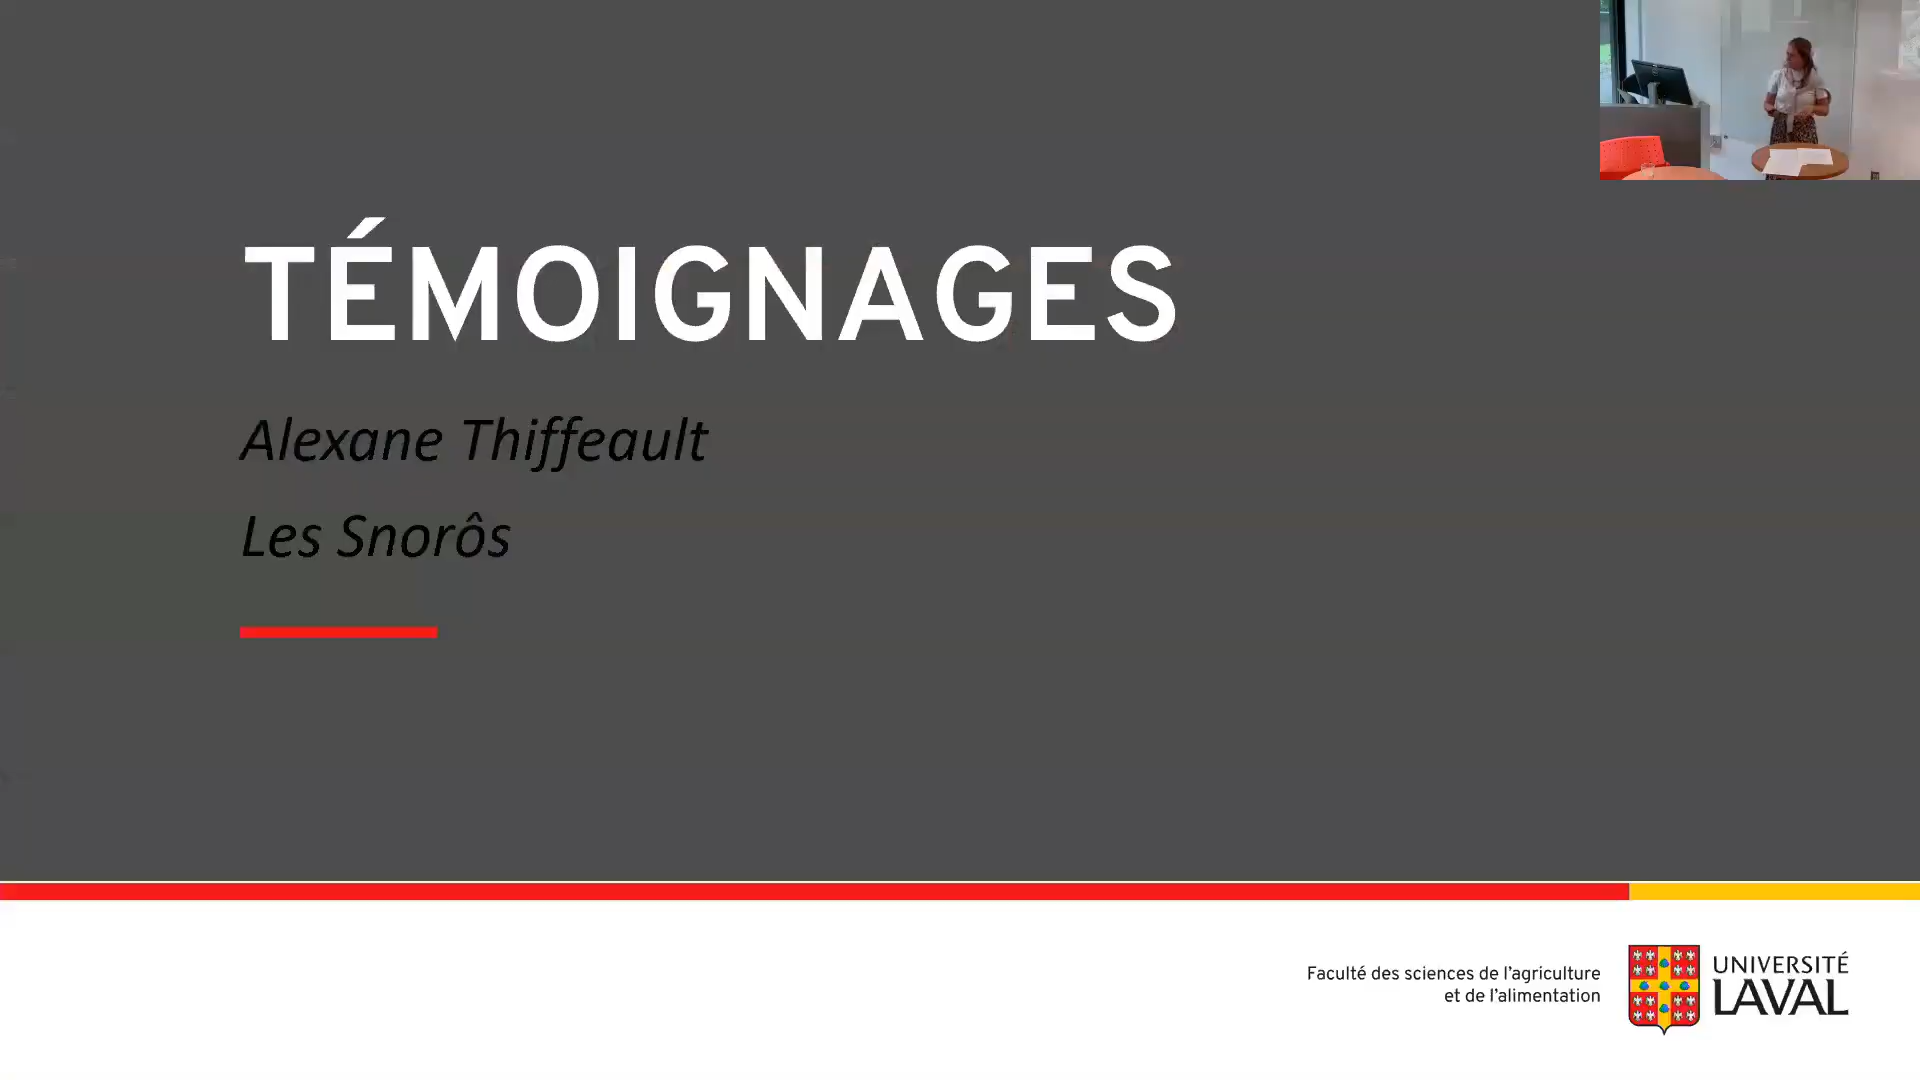 TÉMOIGNAGES
Alexane Thiffeault
Les Snorôs
Faculté des sciences de l'agriculture
et de l'alimentation
UNIVERSITÉ
LAVAL